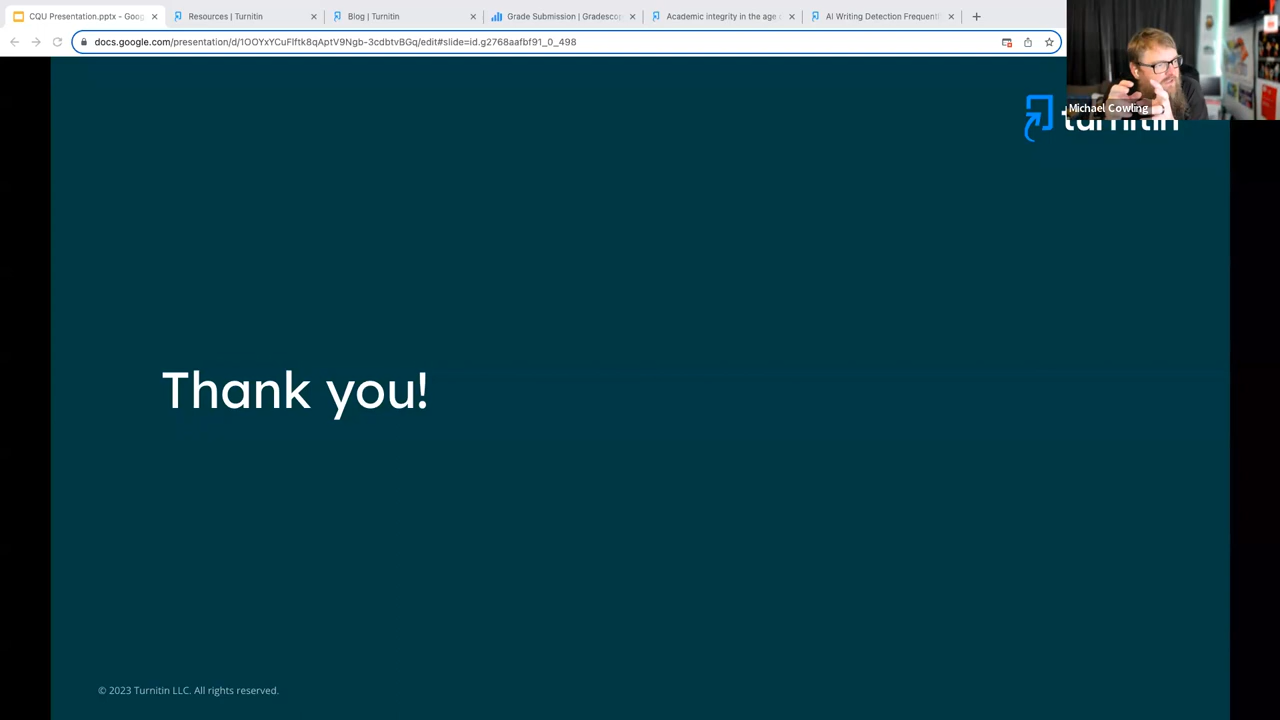 CQU Presentation.pptx - Goog
Resources | Turnitin
Blog | Turnitin
Grade Submission | Gradescop
Academic integrity in the age
AI Writing Detection Frequentl
docs.google.com/presentation/d/1OOYxYCuFlftk8qAptV9Ngb-3cdbtvBGq/edit#slide=id.g2768aafbf91_0_498
Michael Cowling
turnitin
Thank you!
© 2023 Turnitin LLC. All rights reserved.